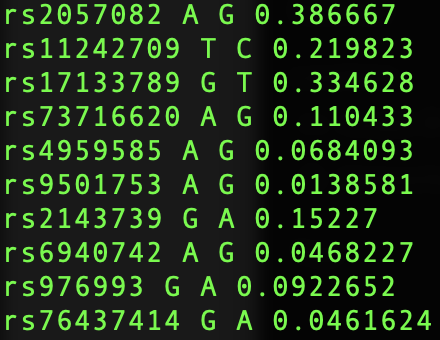 rs2057082 A G 0.386667
rs11242709 T C 0.219823
rs17133789 G T 0.334628
rs73716620 A G 0.110433
rs4959585 A G 0.0684093
rs9501753 A G 0.0138581
rs2143739 G A 0.15227
rs6940742 A G 0.0468227
rs976993 G A 0.0922652
rs76437414 G A 0.0461624